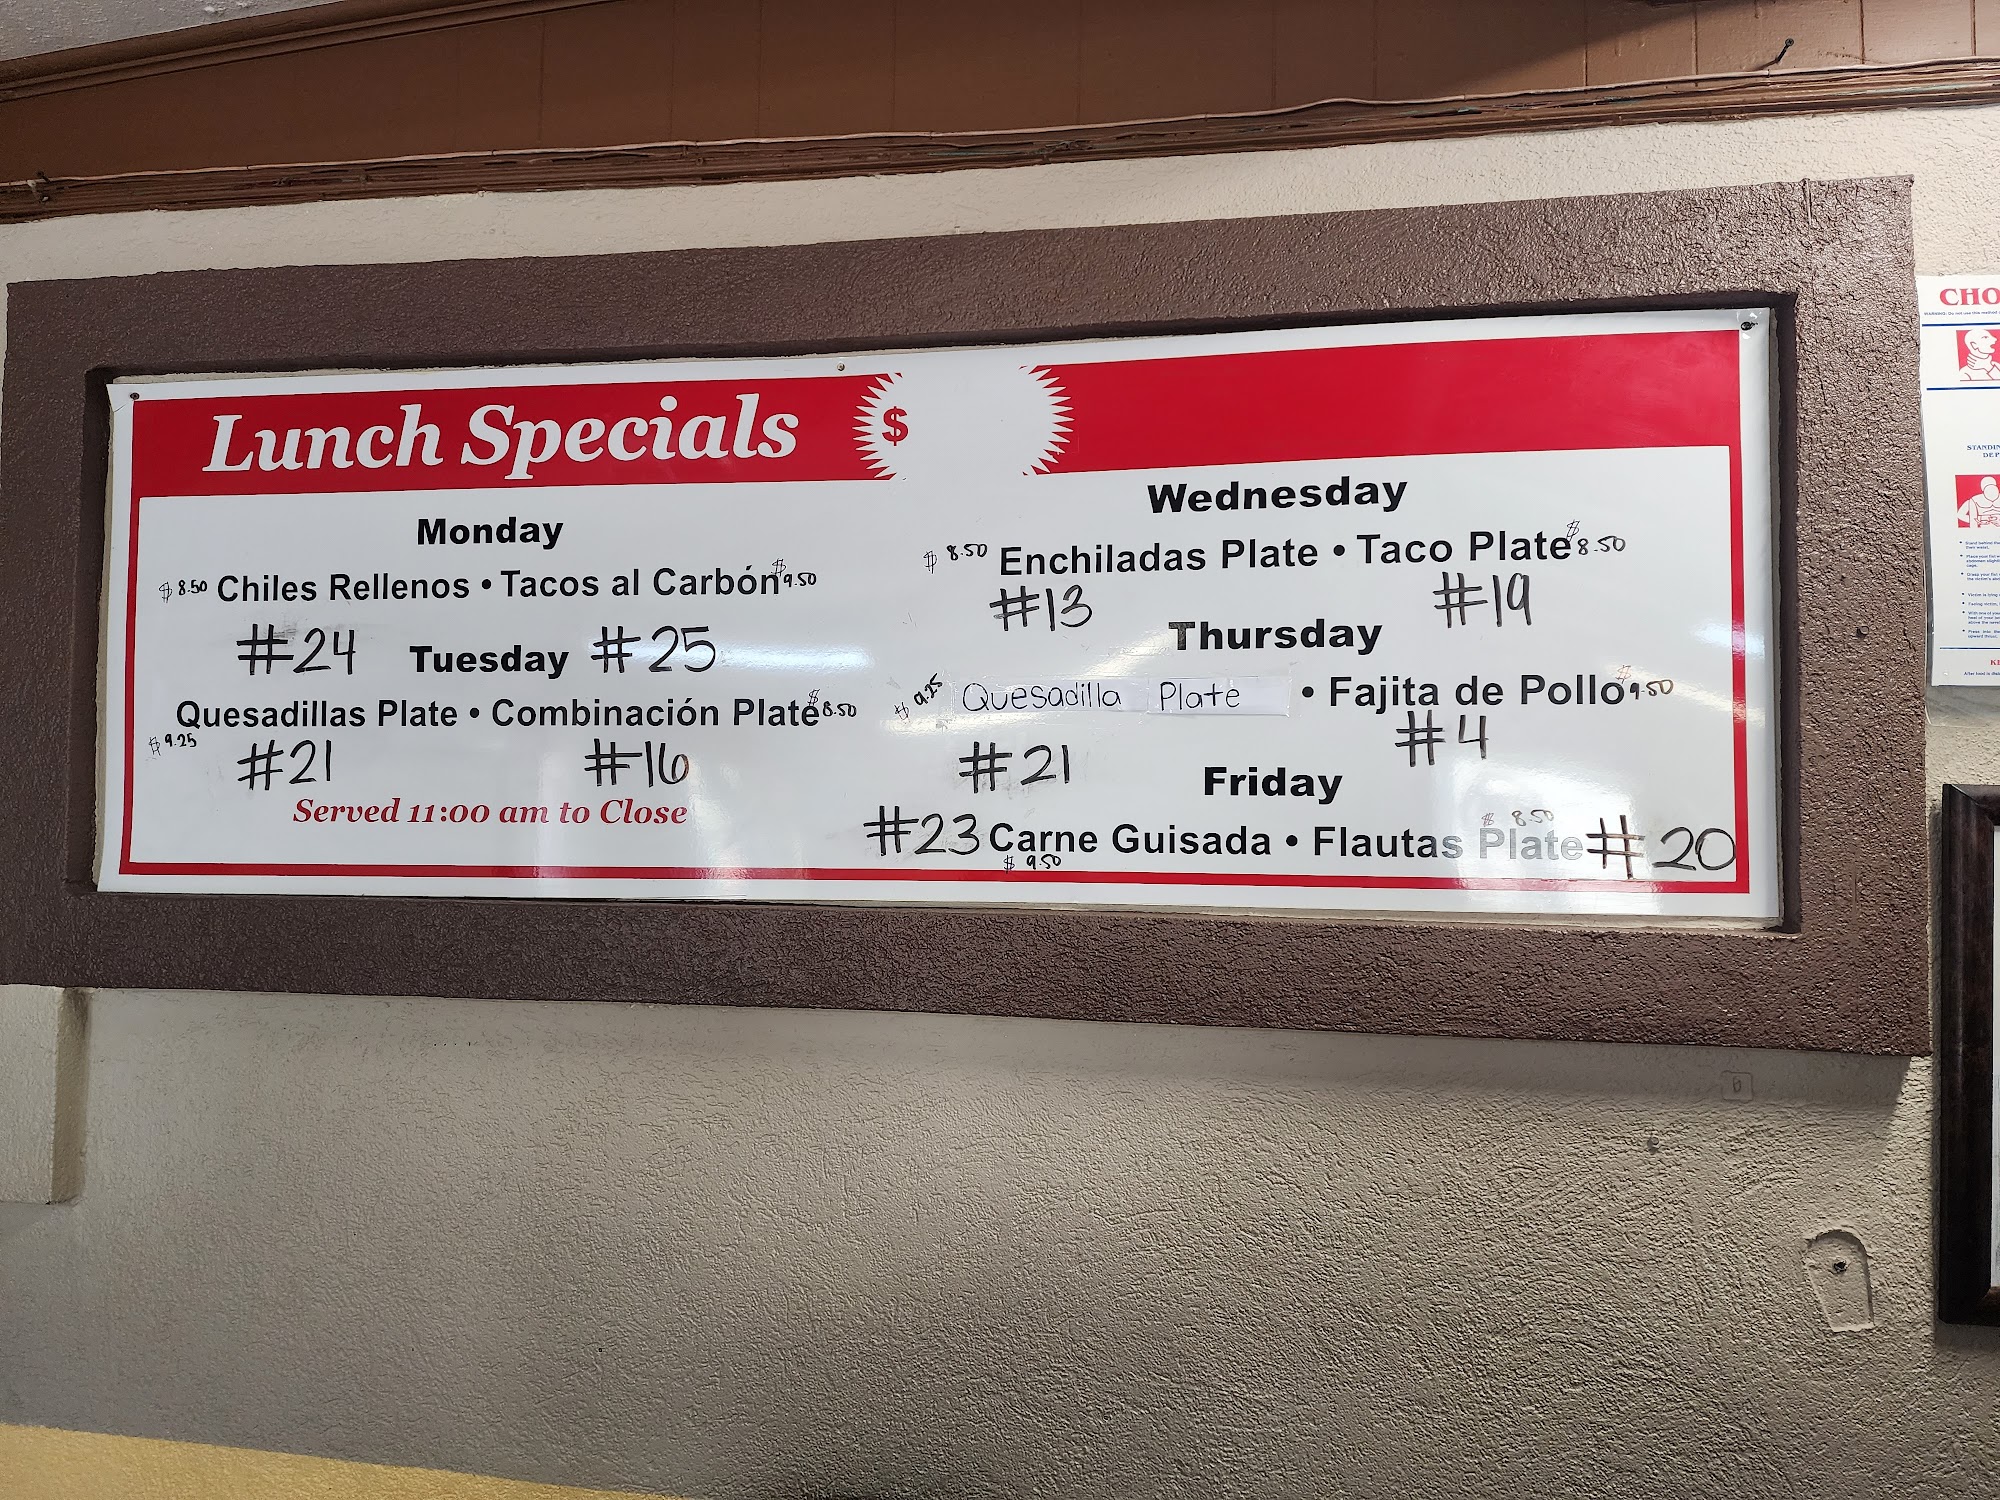 Lunch Specials $
Monday
$8.50 Chiles Rellenos • Tacos al Carbón $9.50
#24 #25
Tuesday
Quesadillas Plate • Combinación Plate $8.50
$9.25
#21 #16
Served 11:00 am to Close
Wednesday
$8.50 Enchiladas Plate • Taco Plate $8.50
#13 #19
Thursday
$9.25 Quesadilla Plate • Fajita de Pollo $9.50
#21 #4
Friday
#23 Carne Guisada • Flautas Plate #20
$9.50 $8.50
CHO
STANDIN
DEP